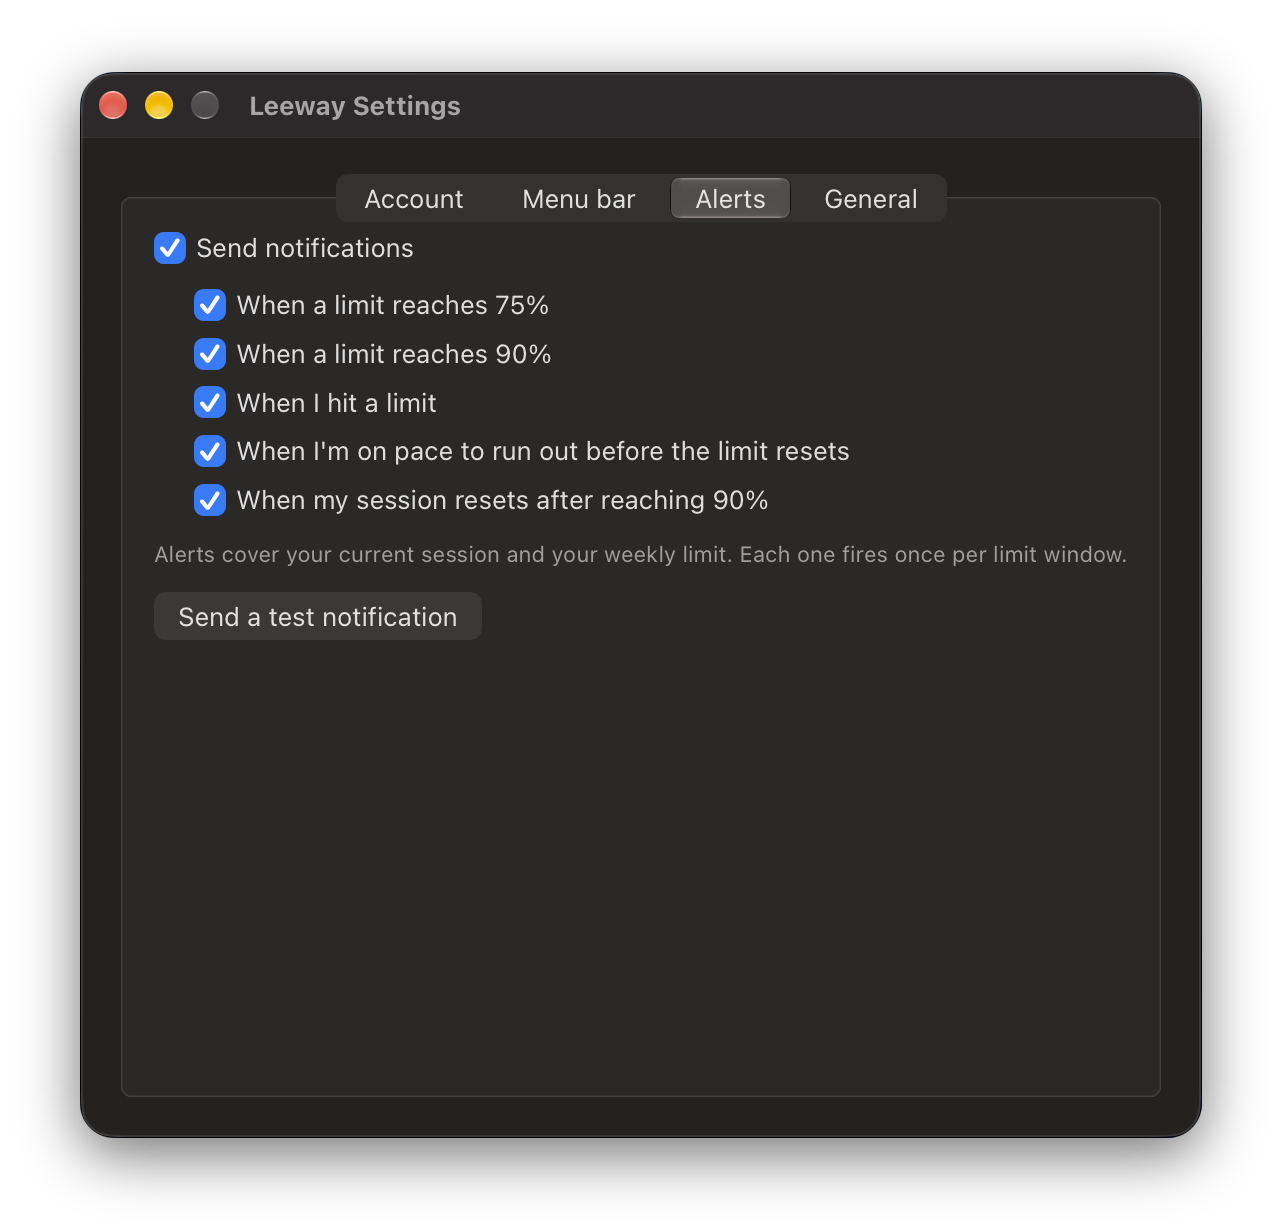 Leeway Settings
Account Menu bar Alerts General
Send notifications
When a limit reaches 75%
When a limit reaches 90%
When I hit a limit
When I'm on pace to run out before the limit resets
When my session resets after reaching 90%
Alerts cover your current session and your weekly limit. Each one fires once per limit window.
Send a test notification